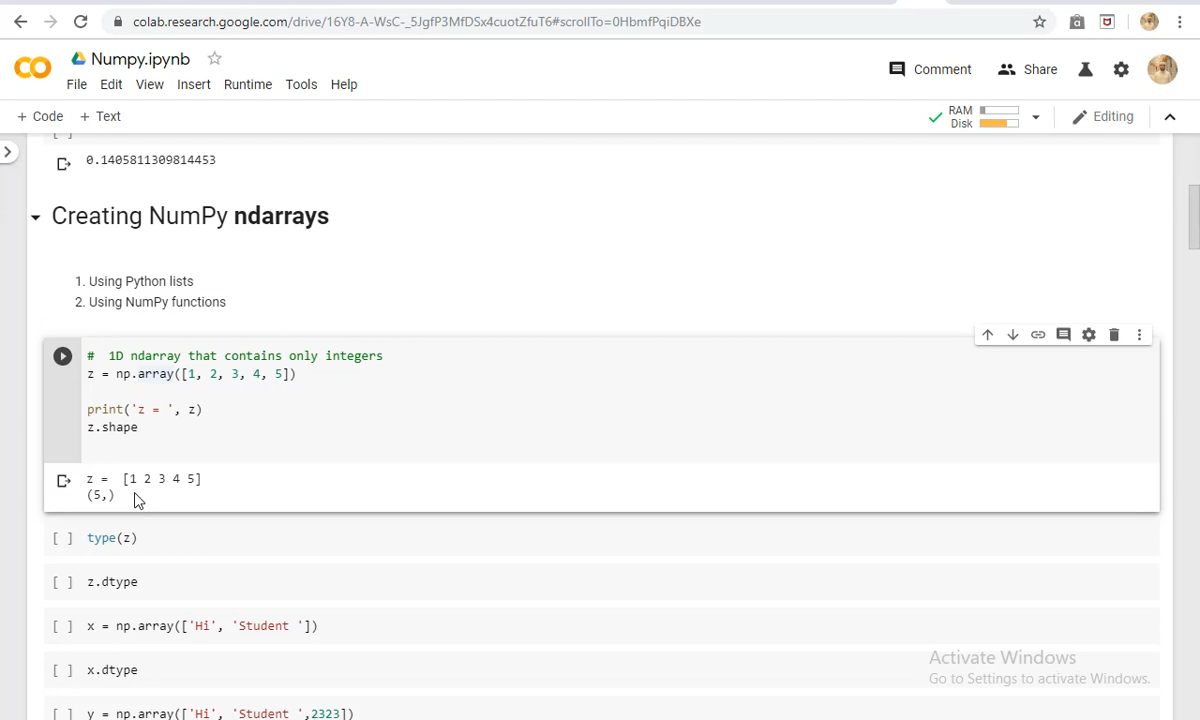 colab.research.google.com/drive/16Y8-A-WsC-_5JgfP3MfDSx4cuotZfuT6#scrollTo=0HbmfPqiDBXe
Numpy.ipynb
Comment
Share
File Edit View Insert Runtime Tools Help
+ Code + Text
RAM
Disk
Editing
[ ]
0.1405811309814453
Creating NumPy ndarrays
1. Using Python lists
2. Using NumPy functions
# 1D ndarray that contains only integers
z = np.array([1, 2, 3, 4, 5])
print('z = ', z)
z.shape
z = [1 2 3 4 5]
(5,)
[ ] type(z)
[ ] z.dtype
[ ] x = np.array(['Hi', 'Student '])
[ ] x.dtype
[ ] y = np.array(['Hi', 'Student ',2323])
Activate Windows
Go to Settings to activate Windows.